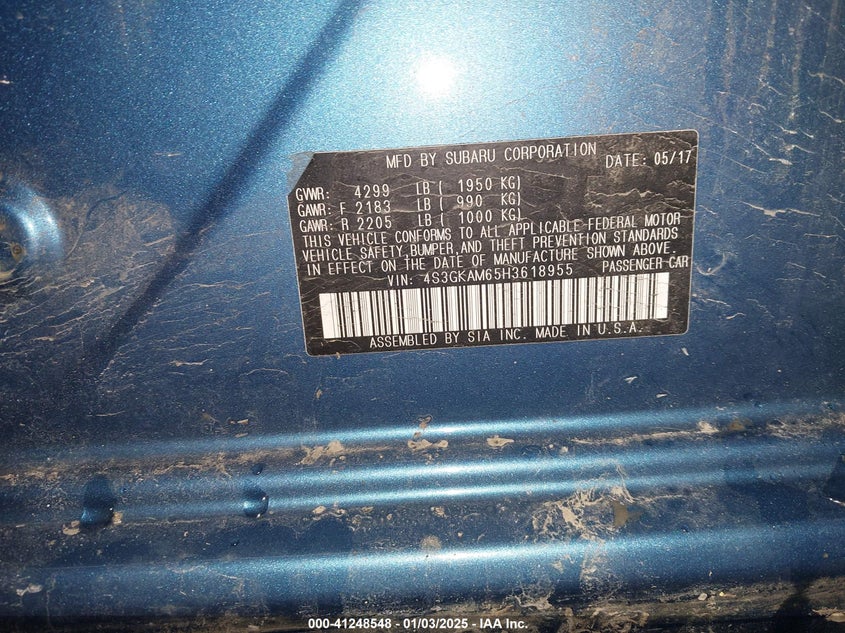 MFD BY SUBARU CORPORATION DATE: 05/17
GVWR: 4299 LB ( 1950 KG)
GAWR: F 2183 LB ( 990 KG)
GAWR: R 2205 LB ( 1000 KG)
THIS VEHICLE CONFORMS TO ALL APPLICABLE FEDERAL MOTOR
VEHICLE SAFETY, BUMPER, AND THEFT PREVENTION STANDARDS
IN EFFECT ON THE DATE OF MANUFACTURE SHOWN ABOVE.
VIN: 4S3GKAM65H3618955 PASSENGER CAR
ASSEMBLED BY SIA INC. MADE IN U.S.A.
000-41248548 - 01/03/2025 - IAA Inc.